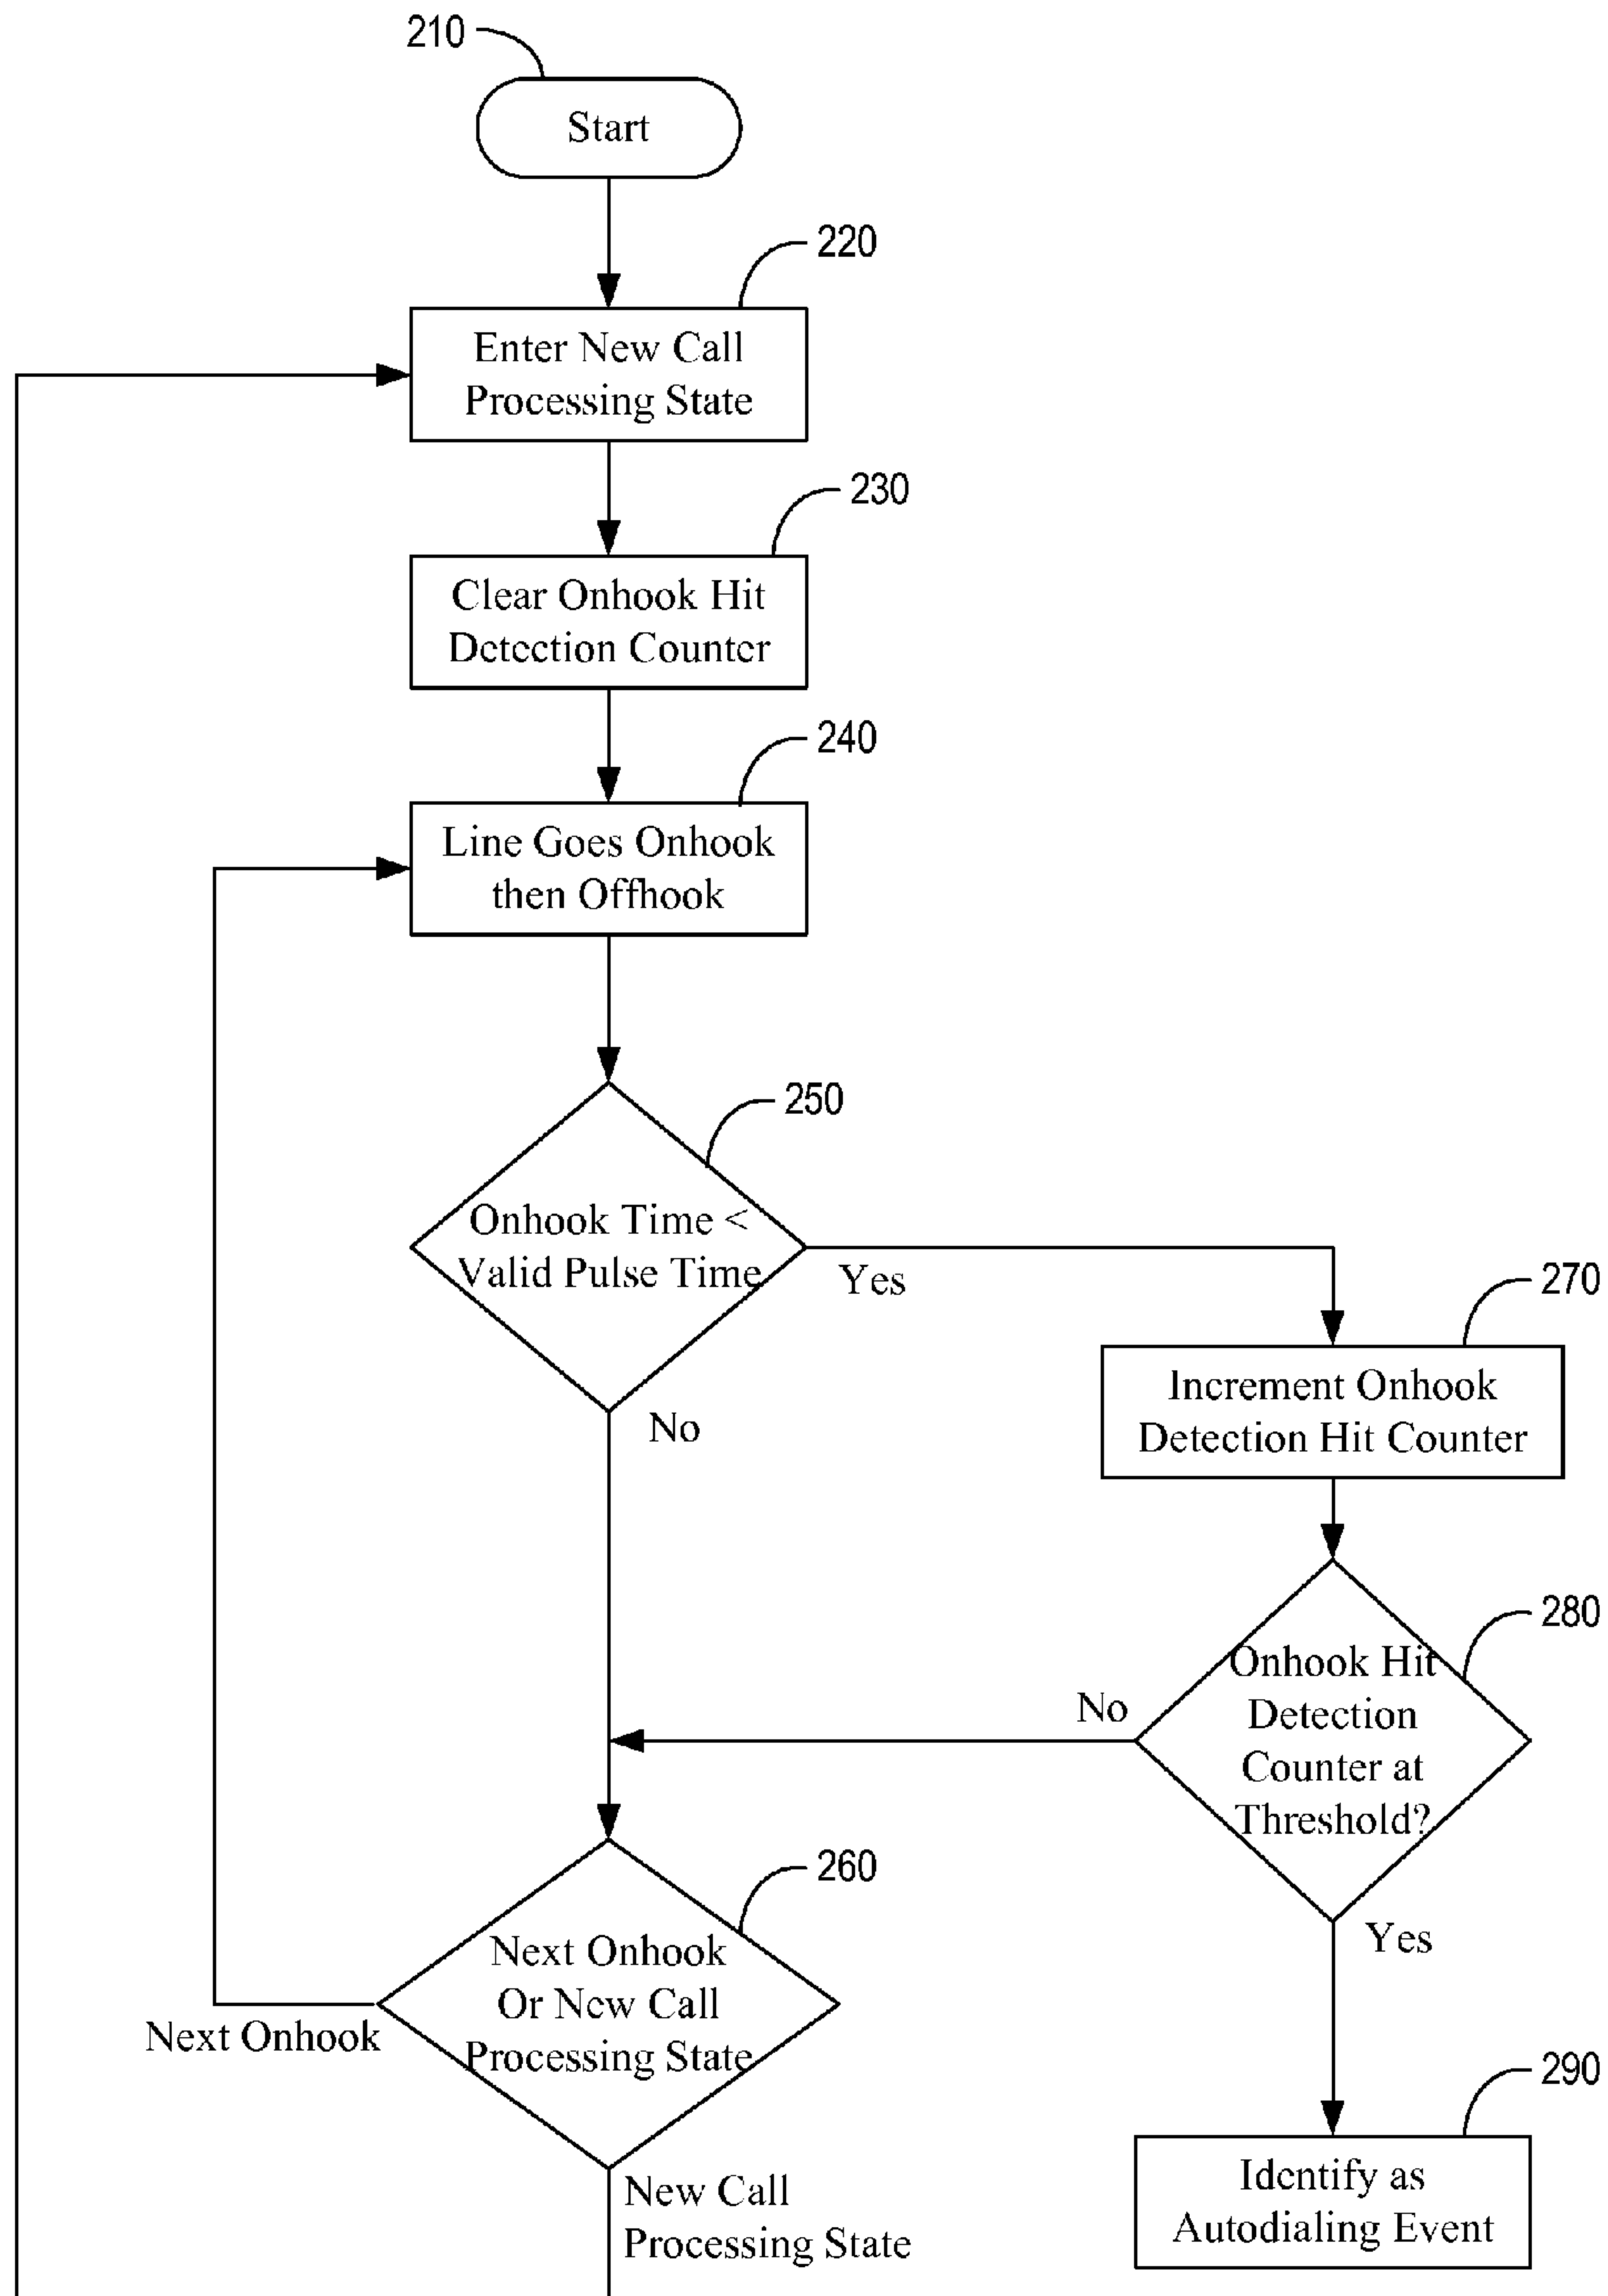 210
Start
220
Enter New Call
Processing State
230
Clear Onhook Hit
Detection Counter
240
Line Goes Onhook
then Offhook
250
Onhook Time <
Valid Pulse Time
Yes
No
270
Increment Onhook
Detection Hit Counter
280
Onhook Hit
Detection
Counter at
Threshold?
No
Yes
260
Next Onhook
Or New Call
Processing State
Next Onhook
New Call
Processing State
290
Identify as
Autodialing Event